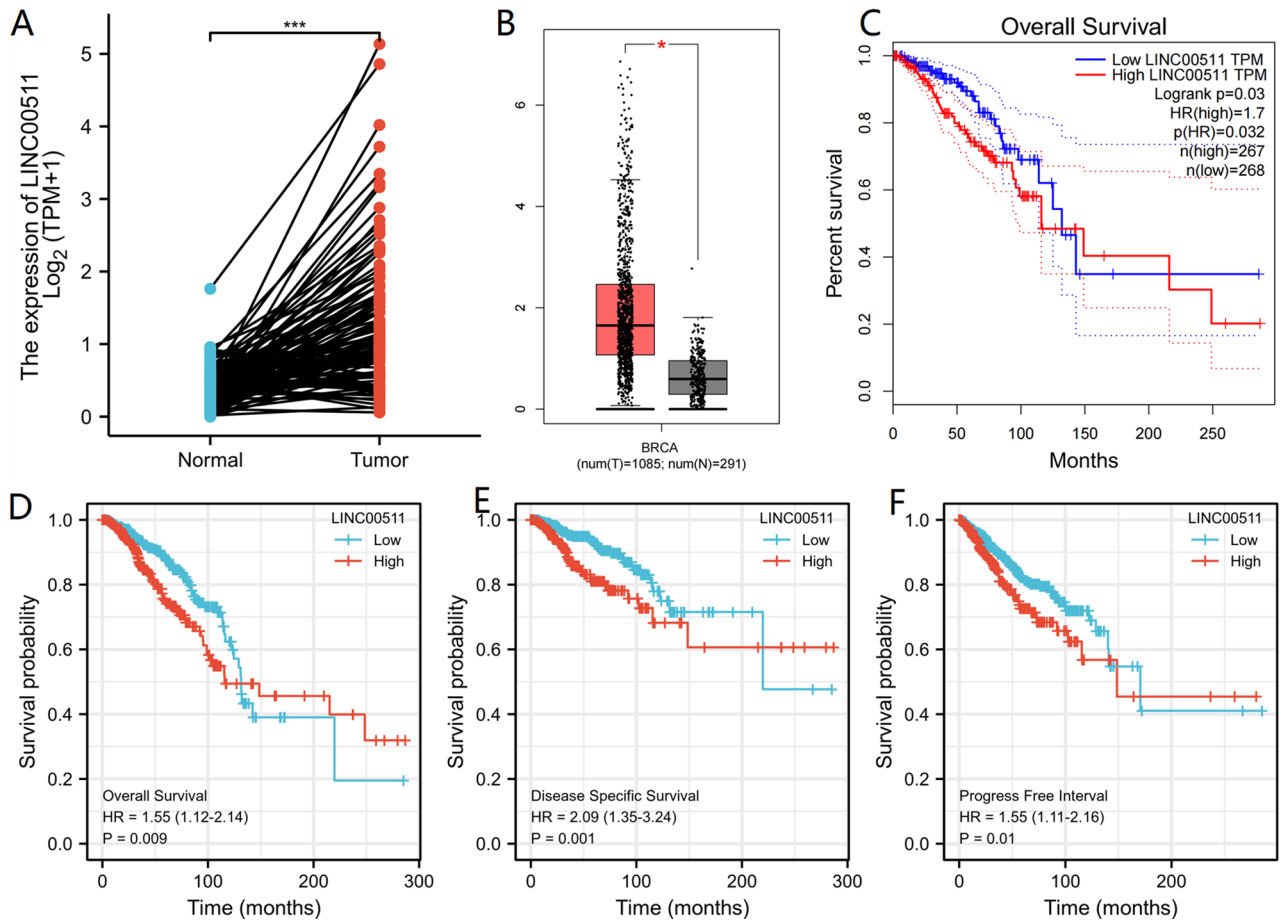 A
The expression of LINC00511
Log2 (TPM+1)
***
5
4
3
2
1
0
Normal
Tumor
B
*
6
4
2
0
BRCA
(num(T)=1085; num(N)=291)
C
Overall Survival
Percent survival
1.0
0.8
0.6
0.4
0.2
0.0
Low LINC00511 TPM
High LINC00511 TPM
Logrank p=0.03
HR(high)=1.7
p(HR)=0.032
n(high)=267
n(low)=268
0 50 100 150 200 250
Months
D
Survival probability
1.0
0.8
0.6
0.4
0.2
0.0
LINC00511
Low
High
Overall Survival
HR = 1.55 (1.12-2.14)
P = 0.009
0 100 200 300
Time (months)
E
Survival probability
1.0
0.8
0.6
0.4
0.2
0.0
LINC00511
Low
High
Disease Specific Survival
HR = 2.09 (1.35-3.24)
P = 0.001
0 100 200 300
Time (months)
F
Survival probability
1.0
0.8
0.6
0.4
0.2
0.0
LINC00511
Low
High
Progress Free Interval
HR = 1.55 (1.11-2.16)
P = 0.01
0 100 200
Time (months)